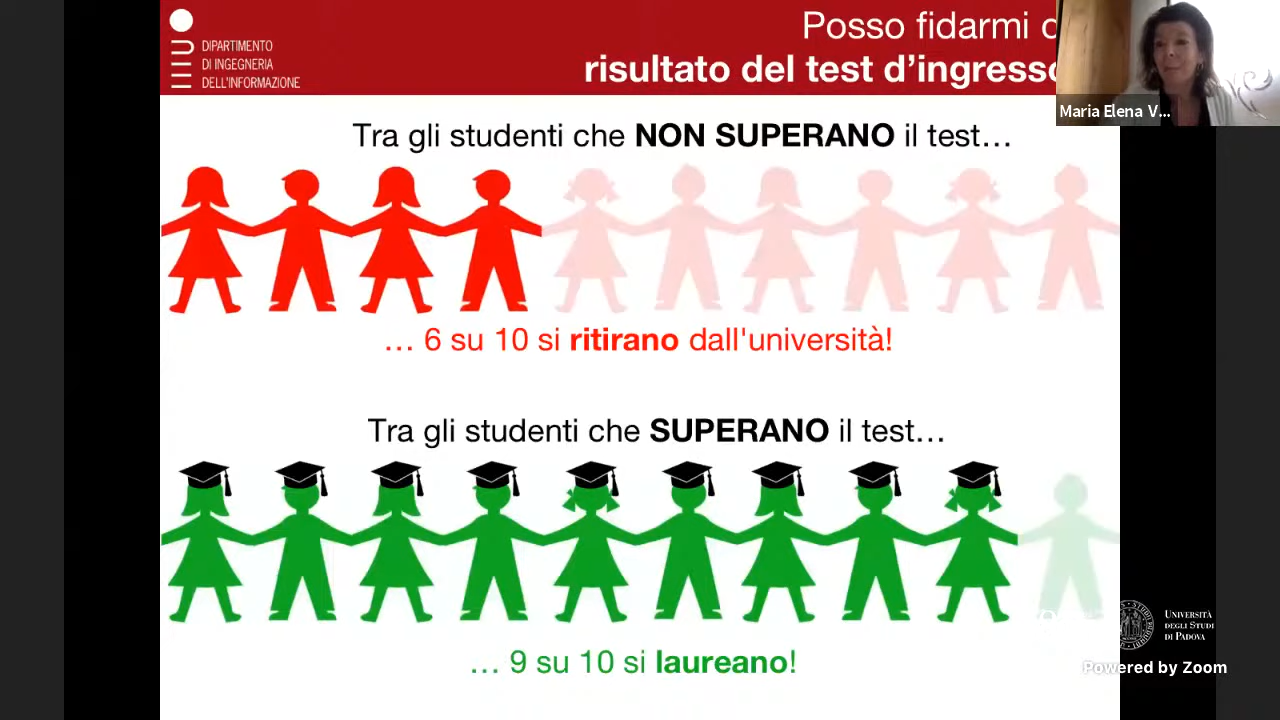 DIPARTIMENTO
DI INGEGNERIA
DELL'INFORMAZIONE
Posso fidarmi
risultato del test d'ingresso
Maria Elena V...
Tra gli studenti che NON SUPERANO il test…
… 6 su 10 si ritirano dall'università!
Tra gli studenti che SUPERANO il test…
… 9 su 10 si laureano!
UNIVERSITÀ
DEGLI STUDI
DI PADOVA
Powered by Zoom